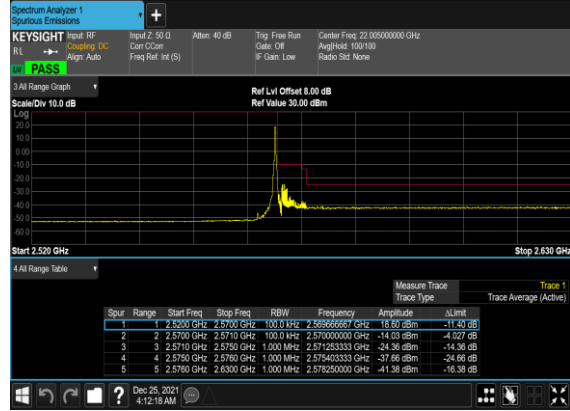 Spectrum Analyzer 1
Spurious Emissions
KEYSIGHT Input: RF Input Z: 50 Ω Atten: 40 dB Trig: Free Run Center Freq: 22.005000000 GHz
RL Coupling: DC Corr CCorr Gate: Off Avg|Hold: 100/100
Align: Auto Freq Ref: Int (S) IF Gain: Low Radio Std: None
PASS
3 All Range Graph
Ref Lvl Offset 8.00 dB
Scale/Div 10.0 dB Ref Value 30.00 dBm
Log
20.0
10.0
0.00
-10.0
-20.0
-30.0
-40.0
-50.0
-60.0
Start 2.520 GHz Stop 2.630 GHz
4 All Range Table
Measure Trace Trace 1
Trace Type Trace Average (Active)
Spur Range Start Freq Stop Freq RBW Frequency Amplitude ΔLimit
1 1 2.5200 GHz 2.5700 GHz 100.0 kHz 2.569666667 GHz 18.60 dBm -11.40 dB
2 2 2.5700 GHz 2.5710 GHz 100.0 kHz 2.570000000 GHz -14.03 dBm -4.027 dB
3 3 2.5710 GHz 2.5750 GHz 1.000 MHz 2.571253333 GHz -24.36 dBm -14.36 dB
4 4 2.5750 GHz 2.5760 GHz 1.000 MHz 2.575403333 GHz -37.66 dBm -24.66 dB
5 5 2.5760 GHz 2.6300 GHz 1.000 MHz 2.578250000 GHz -41.38 dBm -16.38 dB
Dec 25, 2021
4:12:18 AM